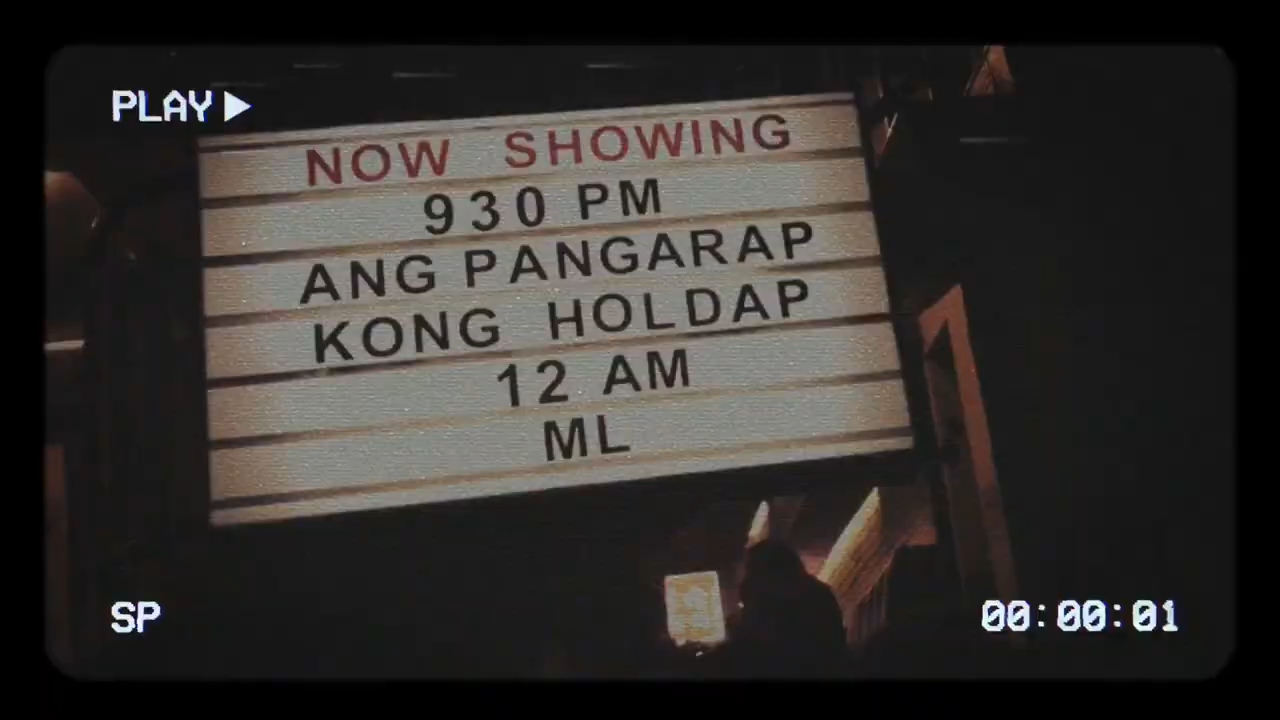 PLAY
NOW SHOWING
930 PM
ANG PANGARAP
KONG HOLDAP
12 AM
ML
SP
00:00:01